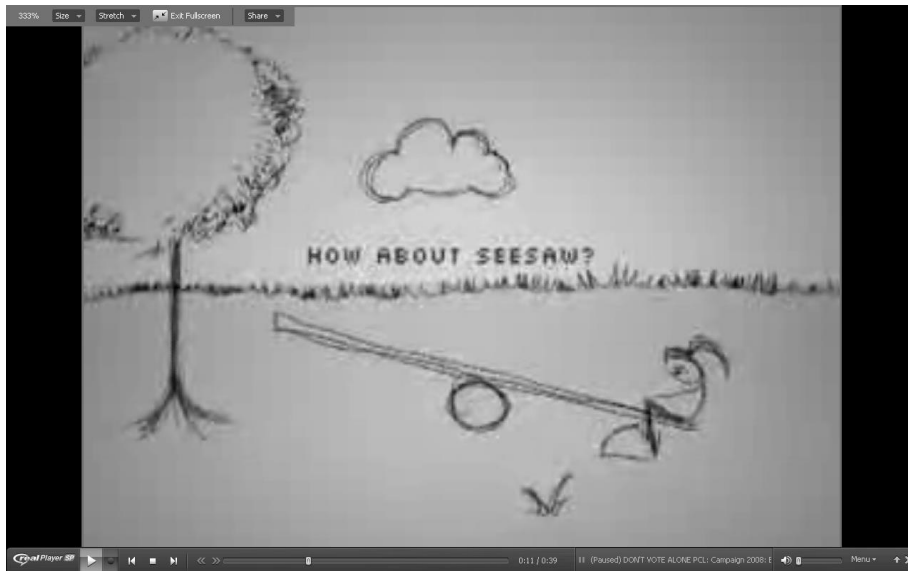 333% Size Stretch Exit Fullscreen Share
HOW ABOUT SEESAW?
realPlayer SP
0:11 / 0:39
(Paused) DON'T VOTE ALONE PCL: Campaign 2008: E
Menu